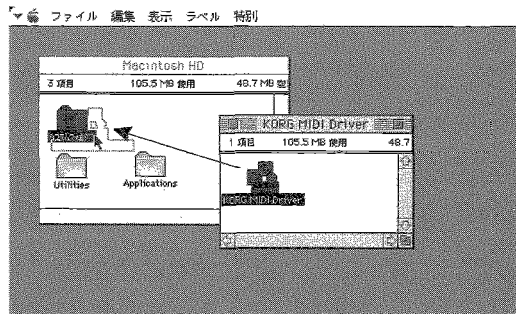 ファイル 編集 表示 ラベル 特別
Macintosh HD
3 項目 105.5 MB 使用 48.7 MB 空
KORG MIDI Driver
1 項目 105.5 MB 使用 48.7
Utilities Applications
KORG MIDI Driver